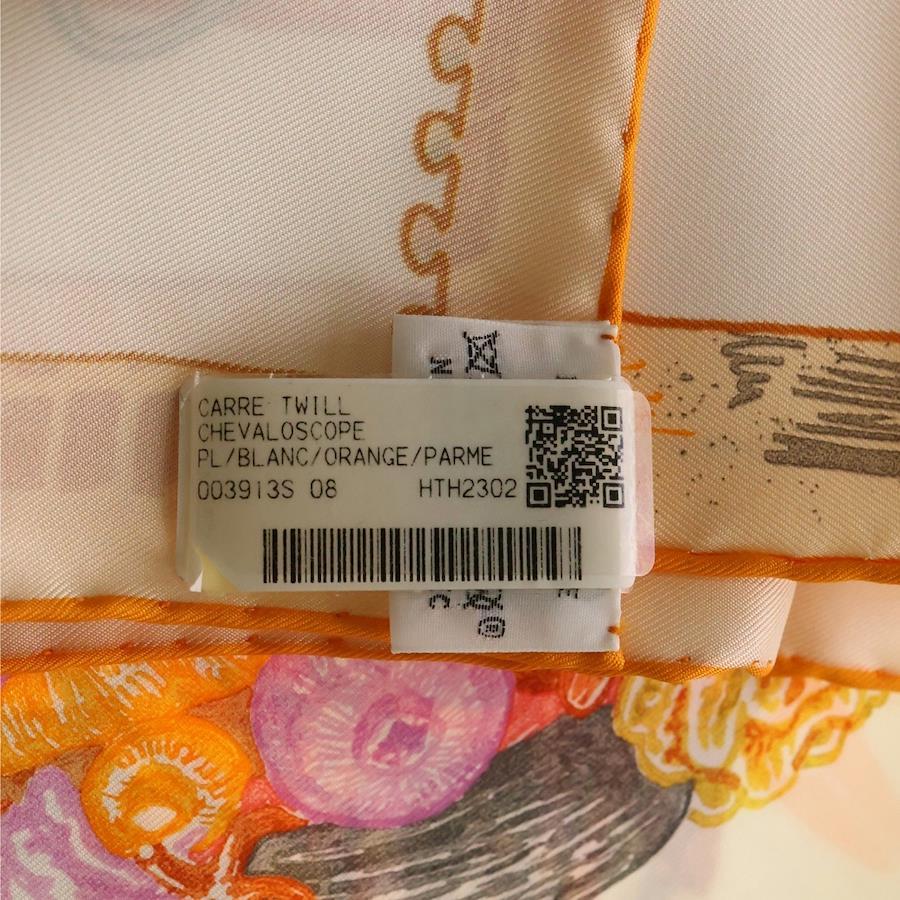 CARRE TWILL
CHEVALOSCOPE
PL/BLANC/ORANGE/PARME
003913S 08 HTH2302